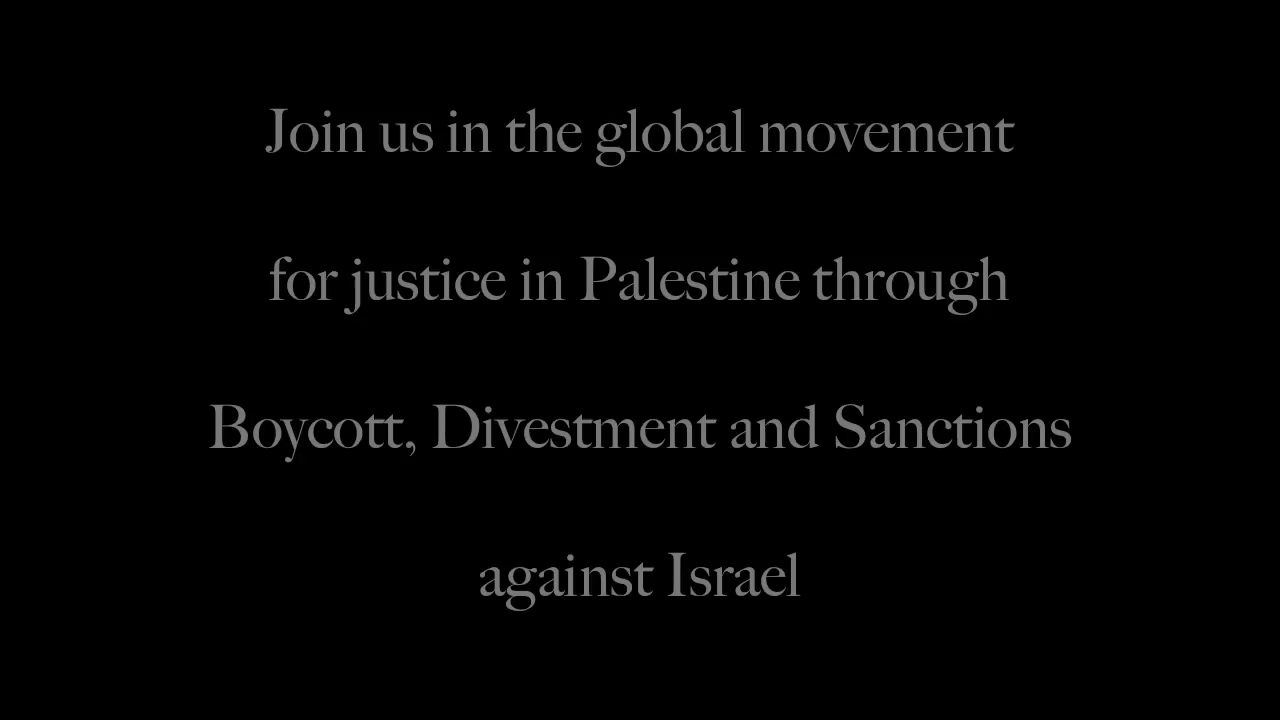 Join us in the global movement
for justice in Palestine through
Boycott, Divestment and Sanctions
against Israel